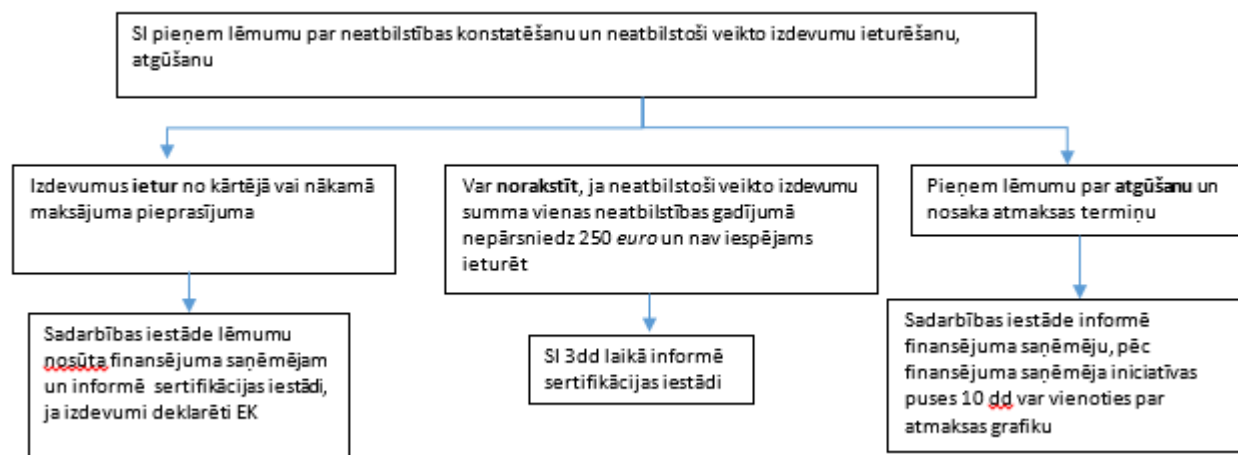 SI pieņem lēmumu par neatbilstības konstatēšanu un neatbilstoši veikto izdevumu ieturēšanu,
atgūšanu
Izdevumus ietur no kārtējā vai nākamā
maksājuma pieprasījuma
Var norakstīt, ja neatbilstoši veikto izdevumu
summa vienas neatbilstības gadījumā
nepārsniedz 250 euro un nav iespējams
ieturēt
Pieņem lēmumu par atgūšanu un
nosaka atmaksas termiņu
Sadarbības iestāde lēmumu
nosūta finansējuma saņēmējam
un informē sertifikācijas iestādi,
ja izdevumi deklarēti EK
SI 3dd laikā informē
sertifikācijas iestādi
Sadarbības iestāde informē
finansējuma saņēmēju, pēc
finansējuma saņēmēja iniciatīvas
puses 10 dd var vienoties par
atmaksas grafiku